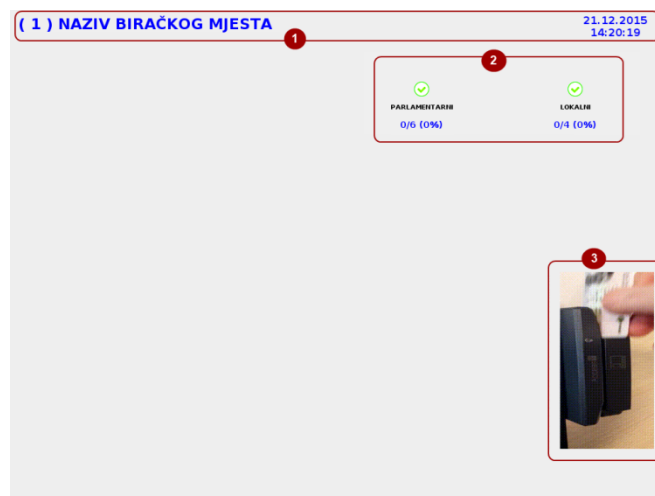 ( 1 ) NAZIV BIRAČKOG MJESTA
21.12.2015
14:20:19
1
2
PARLAMENTARNI
LOKALNI
0/6 (0%)
0/4 (0%)
3